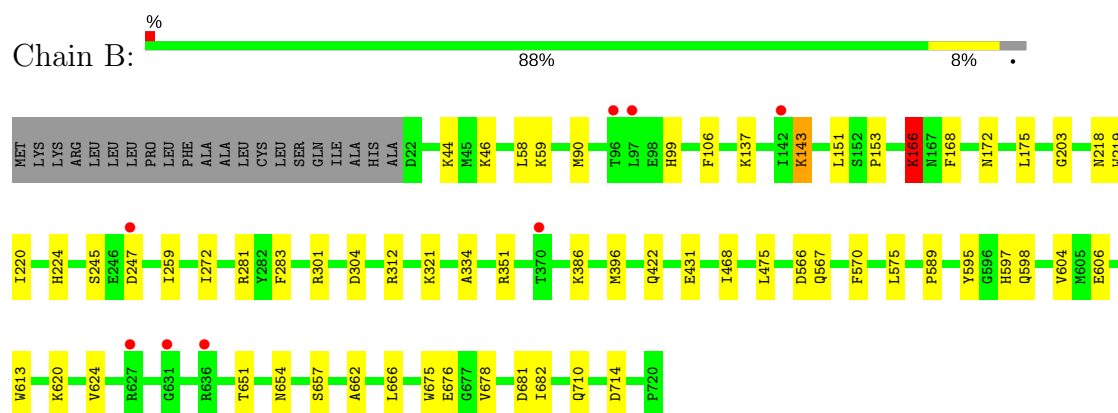 %
Chain B:
88% 8% •
MET LYS LYS ARG LEU LEU LEU PRO LEU PHE ALA ALA LEU CYS LEU SER GLN ILE ALA HIS ALA D22 K44 M45 K46 L58 K59 M90 T96 L97 E98 H99 F106 K137 I142 K143 L151 S152 P153 K166 N167 F168 N172 L175 G203 N218 W219
I220 H224 S245 E246 D247 I259 I272 R281 Y282 F283 R301 D304 R312 K321 A334 R351 T370 K386 M396 Q422 E431 I468 L475 D566 Q567 F570 L575 P589 Y595 G596 H597 Q598 V604 M605 E606
W613 K620 V624 R627 G631 R636 T651 N654 S657 A662 L666 W675 E676 G677 V678 D681 I682 Q710 D714 P720